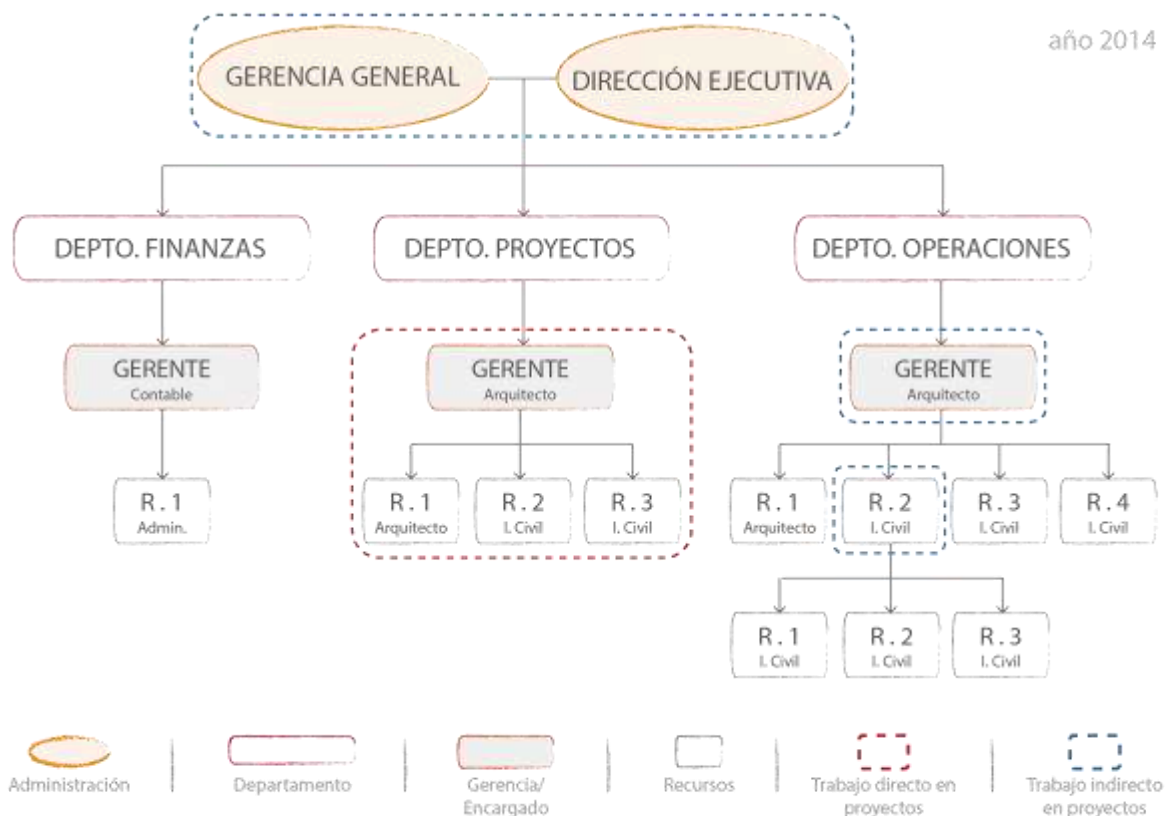 año 2014
GERENCIA GENERAL
DIRECCIÓN EJECUTIVA
DEPTO. FINANZAS
DEPTO. PROYECTOS
DEPTO. OPERACIONES
GERENTE
Contable
GERENTE
Arquitecto
GERENTE
Arquitecto
R . 1
Admin.
R . 1
Arquitecto
R . 2
I. Civil
R . 3
I. Civil
R . 1
Arquitecto
R . 2
I. Civil
R . 3
I. Civil
R . 4
I. Civil
R . 1
I. Civil
R . 2
I. Civil
R . 3
I. Civil
Administración
Departamento
Gerencia/
Encargado
Recursos
Trabajo directo en
proyectos
Trabajo indirecto
en proyectos